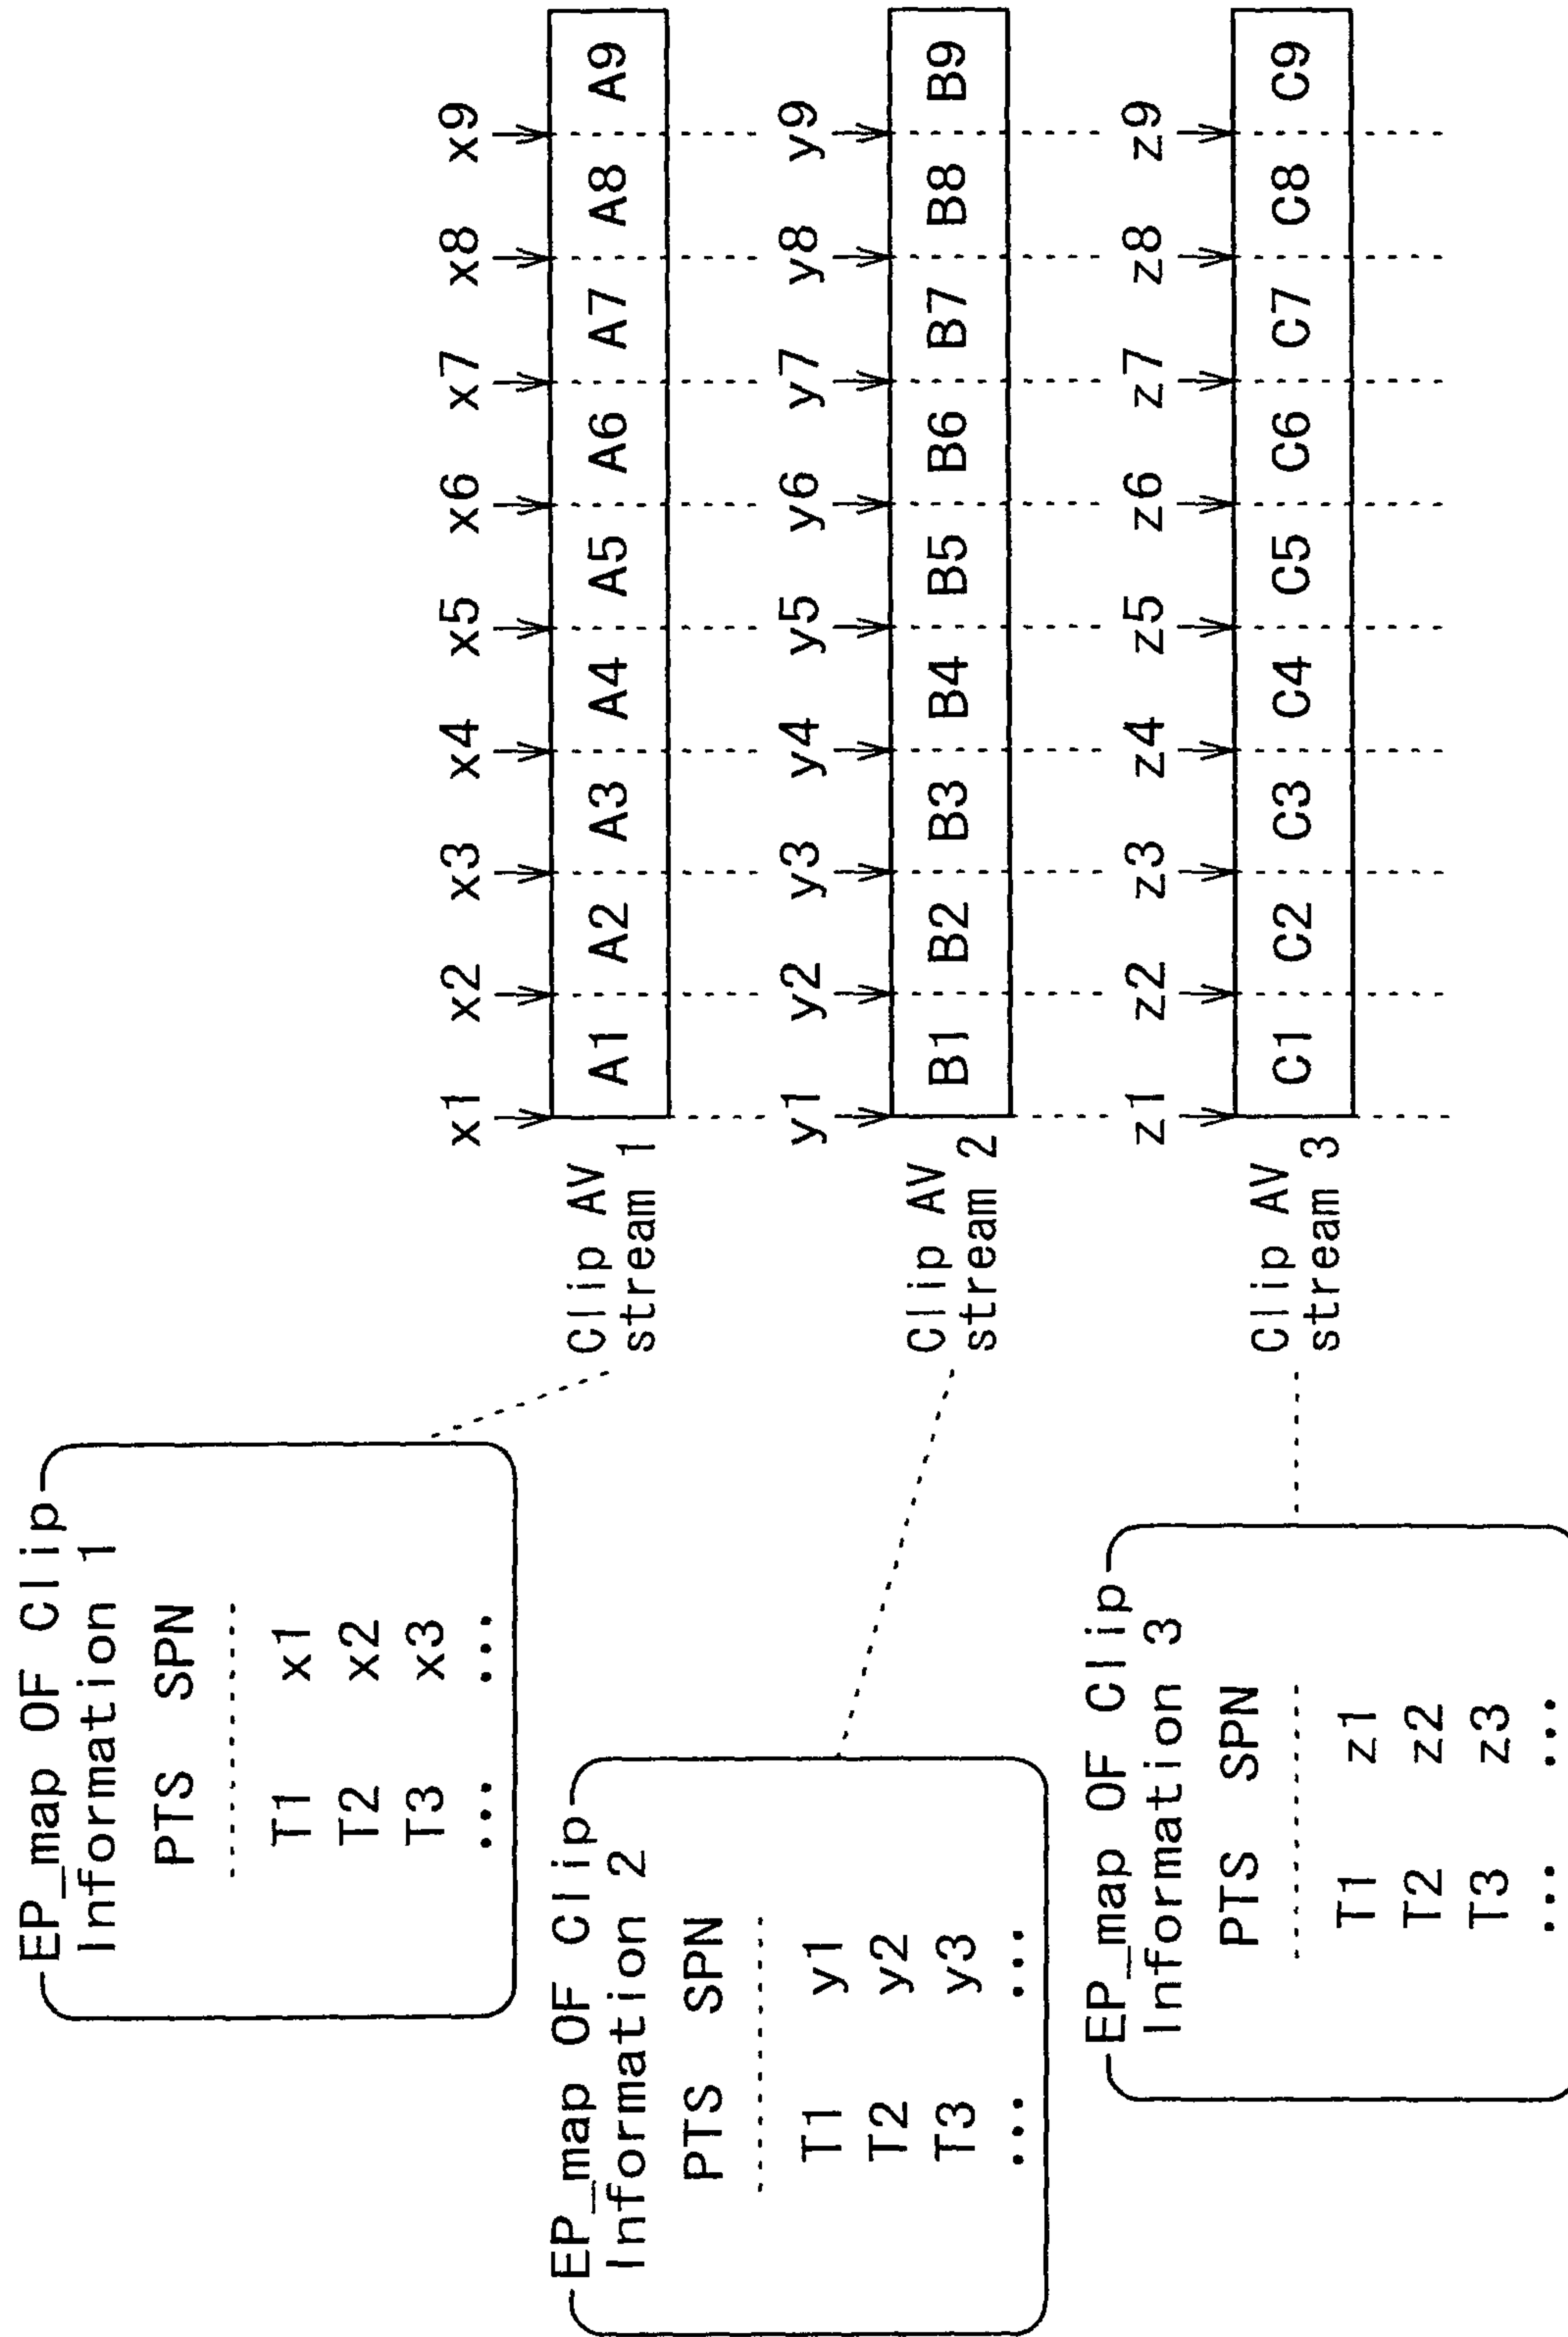 EP_map OF Clip
Information 1
PTS SPN
T1 x1
T2 x2
T3 x3
... ...
EP_map OF Clip
Information 2
PTS SPN
T1 y1
T2 y2
T3 y3
... ...
EP_map OF Clip
Information 3
PTS SPN
T1 z1
T2 z2
T3 z3
... ...
x1 x2 x3 x4 x5 x6 x7 x8 x9
Clip AV
stream 1
A1 A2 A3 A4 A5 A6 A7 A8 A9
y1 y2 y3 y4 y5 y6 y7 y8 y9
Clip AV
stream 2
B1 B2 B3 B4 B5 B6 B7 B8 B9
z1 z2 z3 z4 z5 z6 z7 z8 z9
Clip AV
stream 3
C1 C2 C3 C4 C5 C6 C7 C8 C9